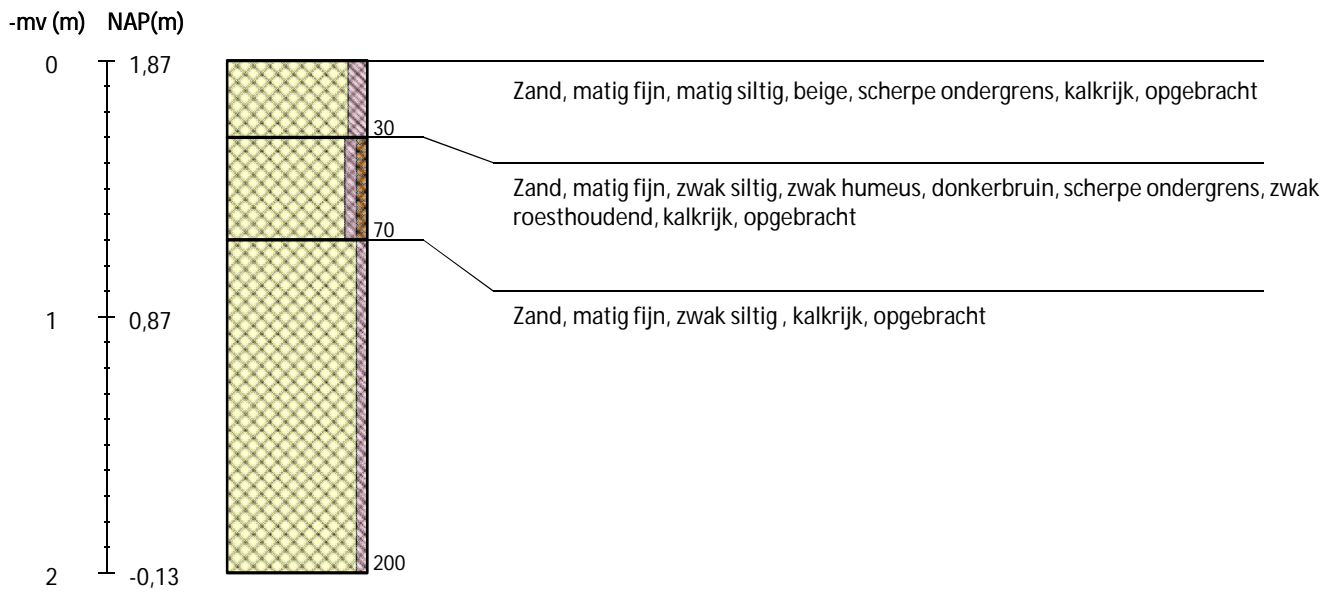 -mv (m) NAP(m)
0 1,87
Zand, matig fijn, matig siltig, beige, scherpe ondergrens, kalkrijk, opgebracht
30
Zand, matig fijn, zwak siltig, zwak humeus, donkerbruin, scherpe ondergrens, zwak
roesthoudend, kalkrijk, opgebracht
70
1 0,87
Zand, matig fijn, zwak siltig , kalkrijk, opgebracht
200
2 -0,13